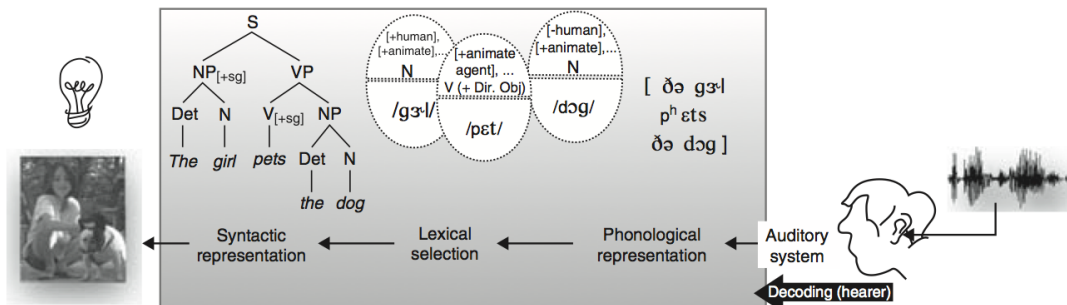 S
NP[+sg] VP
Det N V[+sg] NP
The girl pets Det N
the dog
[+human],
[+animate],...
N
/gɝl/
[+animate
agent], ...
V (+ Dir. Obj)
/pɛt/
[-human],
[+animate],...
N
/dɔg/
[ ðə gɝl
pʰ ɛts
ðə dɔg ]
Syntactic
representation
Lexical
selection
Phonological
representation
Auditory
system
Decoding (hearer)